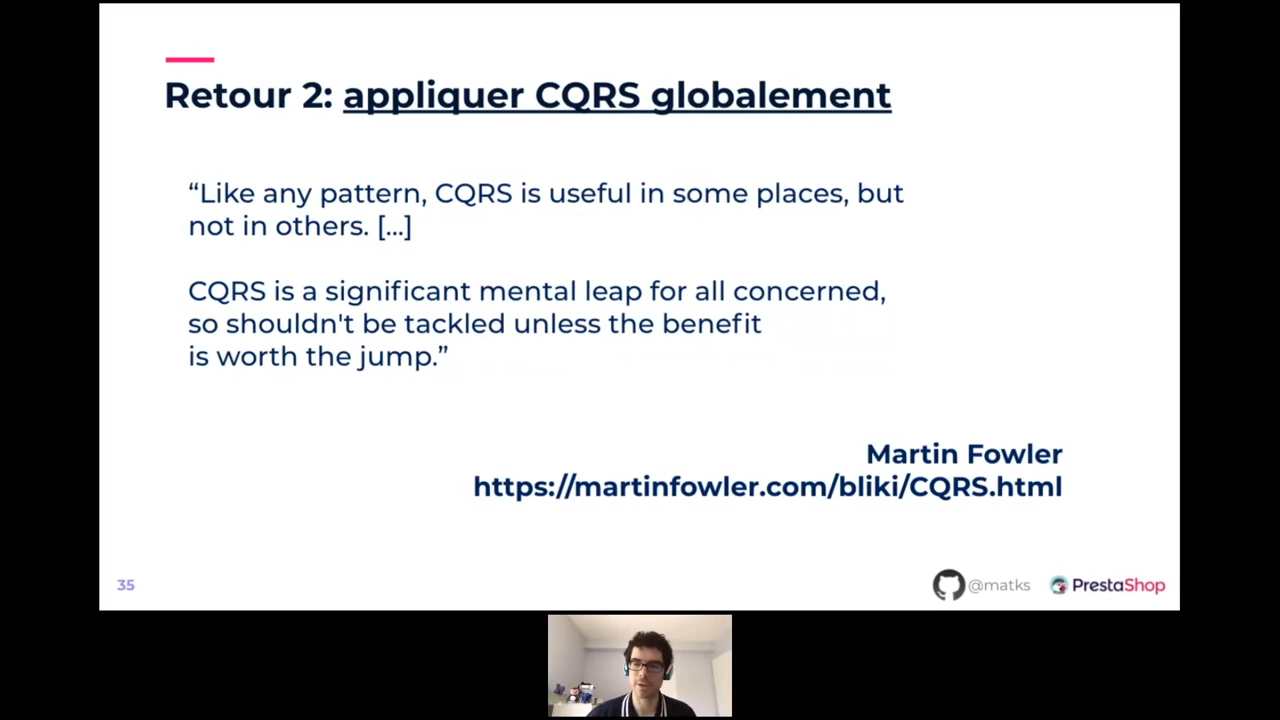 Retour 2: appliquer CQRS globalement
“Like any pattern, CQRS is useful in some places, but
not in others. [...]
CQRS is a significant mental leap for all concerned,
so shouldn't be tackled unless the benefit
is worth the jump.”
Martin Fowler
https://martinfowler.com/bliki/CQRS.html
35
@matks
PrestaShop